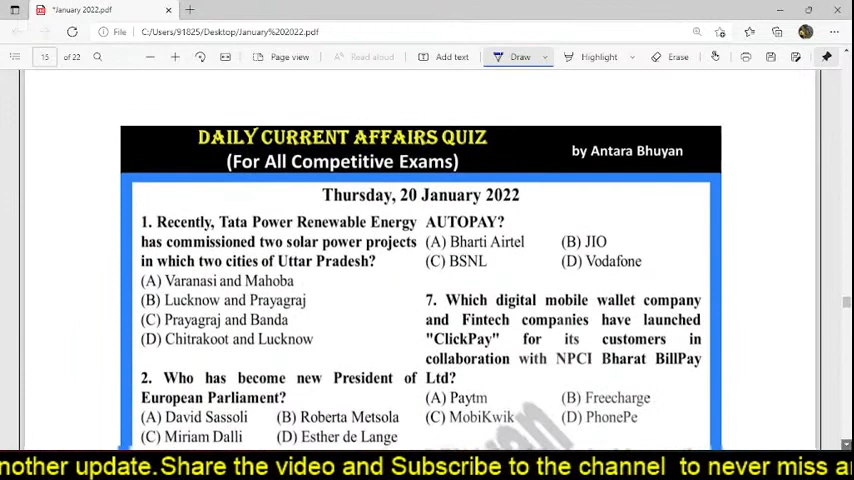 *January 2022.pdf
File
C:/Users/91825/Desktop/January%202022.pdf
15
of 22
Page view
Read aloud
Add text
Draw
Highlight
Erase
DAILY CURRENT AFFAIRS QUIZ
(For All Competitive Exams)
by Antara Bhuyan
Thursday, 20 January 2022
1. Recently, Tata Power Renewable Energy
has commissioned two solar power projects
in which two cities of Uttar Pradesh?
(A) Varanasi and Mahoba
(B) Lucknow and Prayagraj
(C) Prayagraj and Banda
(D) Chitrakoot and Lucknow
2. Who has become new President of
European Parliament?
(A) David Sassoli (B) Roberta Metsola
(C) Miriam Dalli (D) Esther de Lange
AUTOPAY?
(A) Bharti Airtel (B) JIO
(C) BSNL (D) Vodafone
7. Which digital mobile wallet company
and Fintech companies have launched
"ClickPay" for its customers in
collaboration with NPCI Bharat BillPay
Ltd?
(A) Paytm (B) Freecharge
(C) MobiKwik (D) PhonePe
update.Share the video and Subscribe to the channel to never miss